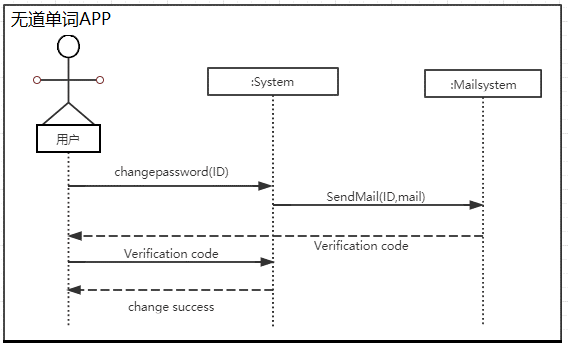 无道单词APP
:System
:Mailsystem
用户
changepassword(ID)
SendMail(ID,mail)
Verification code
Verification code
change success